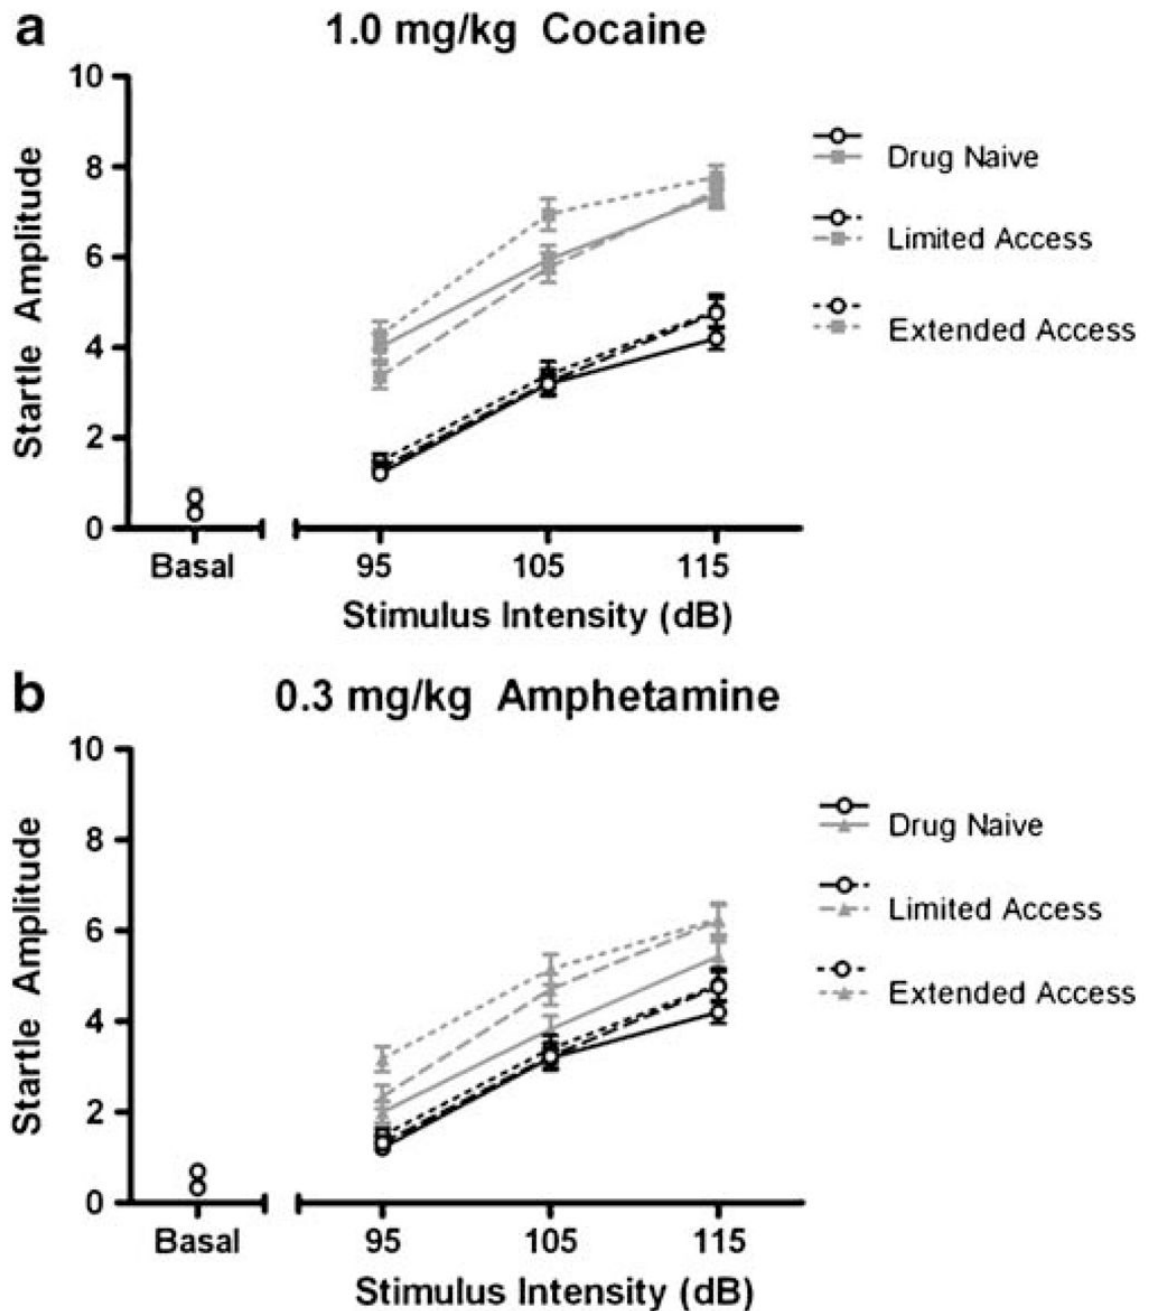 a
1.0 mg/kg Cocaine
10
8
6
4
2
0
Startle Amplitude
Basal
95
105
115
Stimulus Intensity (dB)
Drug Naive
Limited Access
Extended Access
b
0.3 mg/kg Amphetamine
10
8
6
4
2
0
Startle Amplitude
Basal
95
105
115
Stimulus Intensity (dB)
Drug Naive
Limited Access
Extended Access